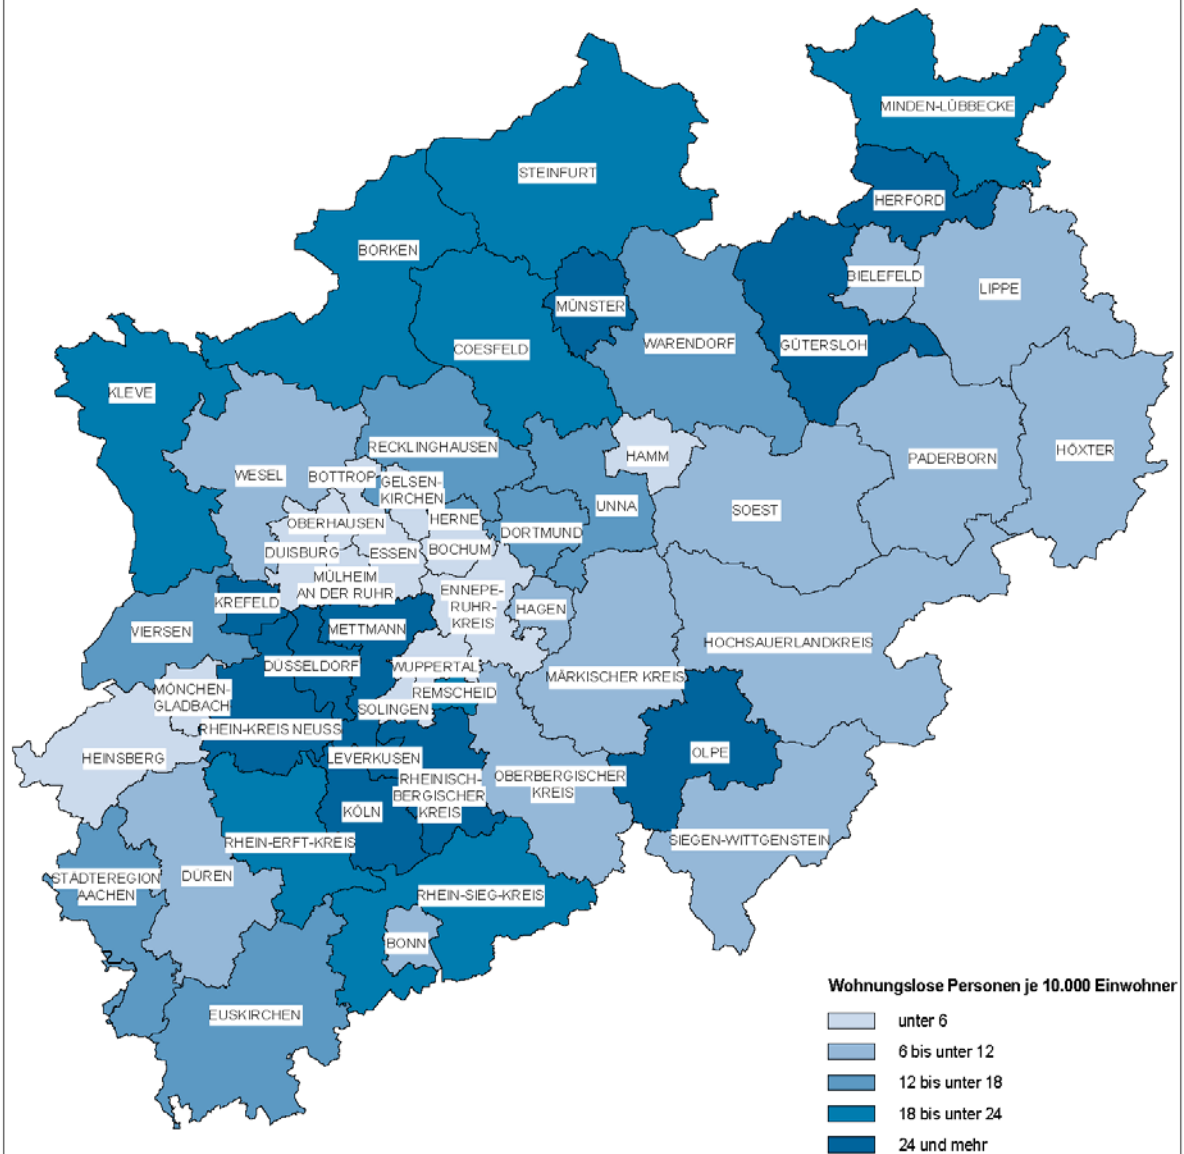 MINDEN-LÜBBECKE
STEINFURT
HERFORD
BORKEN
BIELEFELD
LIPPE
MÜNSTER
WARENDORF
GÜTERSLOH
COESFELD
KLEVE
RECKLINGHAUSEN
HAMM
HÖXTER
PADERBORN
WESEL
BOTTROP
GELSEN-
KIRCHEN
UNNA
SOEST
OBERHAUSEN
HERNE
DORTMUND
DUISBURG
ESSEN
BOCHUM
MÜLHEIM
AN DER RUHR
ENNEPE-
RUHR-
KREIS
HAGEN
KREFELD
VIERSEN
METTMANN
HOCHSAUERLANDKREIS
DÜSSELDORF
WUPPERTAL
MÄRKISCHER KREIS
MÖNCHEN-
GLADBACH
REMSCHEID
SOLINGEN
RHEIN-KREIS NEUSS
OLPE
HEINSBERG
LEVERKUSEN
RHEINISCH-
BERGISCHER
KREIS
OBERBERGISCHER
KREIS
KÖLN
RHEIN-ERFT-KREIS
SIEGEN-WITTGENSTEIN
STÄDTEREGION
AACHEN
DÜREN
RHEIN-SIEG-KREIS
BONN
EUSKIRCHEN
Wohnungslose Personen je 10.000 Einwohner
unter 6
6 bis unter 12
12 bis unter 18
18 bis unter 24
24 und mehr